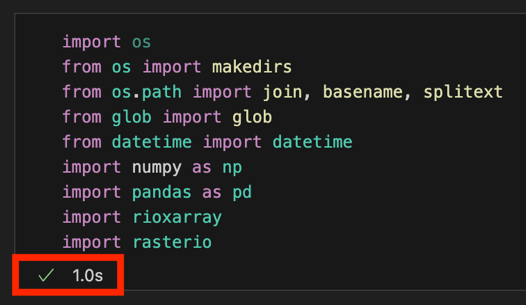 import os
from os import makedirs
from os.path import join, basename, splitext
from glob import glob
from datetime import datetime
import numpy as np
import pandas as pd
import rioxarray
import rasterio
✓ 1.0s